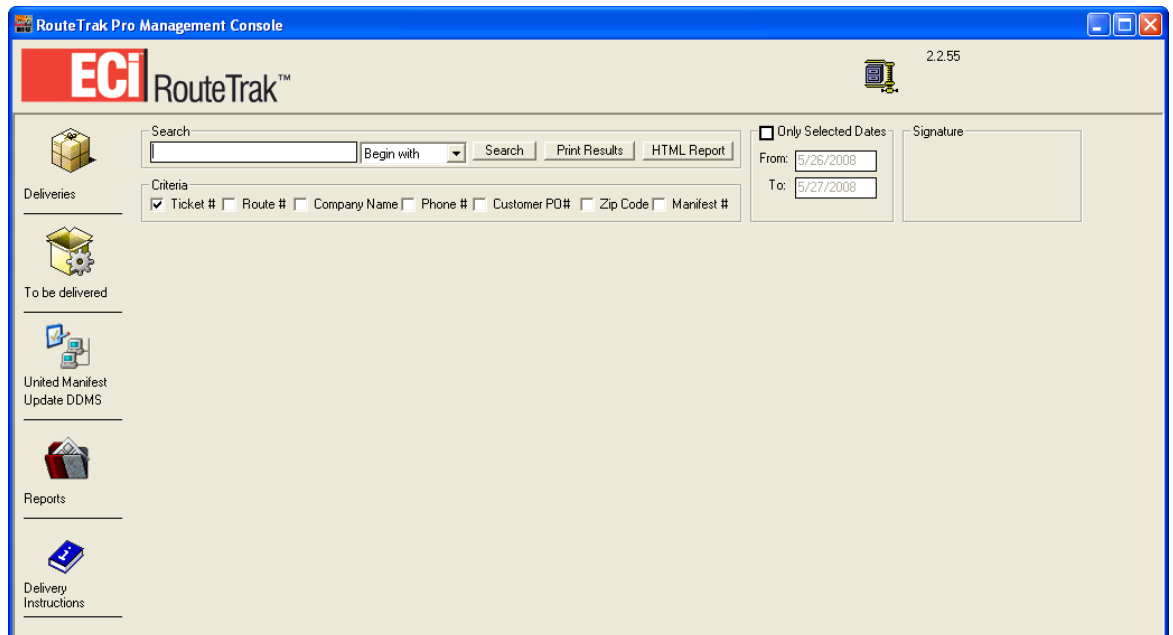 RouteTrak Pro Management Console
ECi RouteTrak™
2.2.55
Deliveries
To be delivered
United Manifest
Update DDMS
Reports
Delivery
Instructions
Search
Begin with Search Print Results HTML Report
Criteria
Ticket # Route # Company Name Phone # Customer PO# Zip Code Manifest #
Only Selected Dates
From: 5/26/2008
To: 5/27/2008
Signature